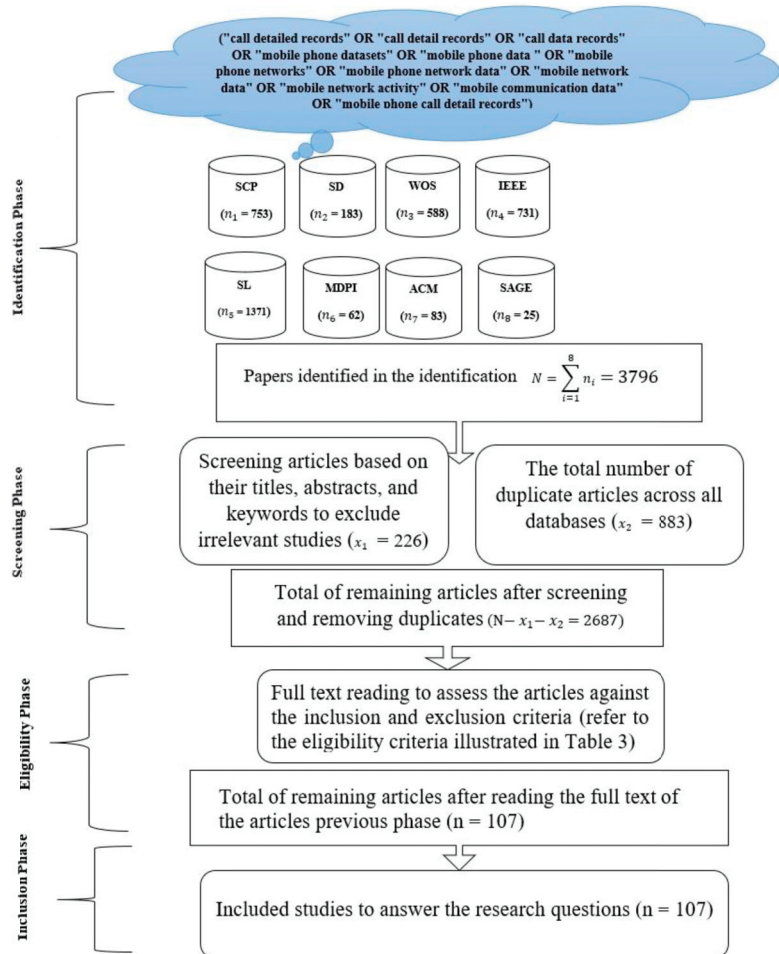 ("call detailed records" OR "call detail records" OR "call data records"
OR "mobile phone datasets" OR "mobile phone data " OR "mobile
phone networks" OR "mobile phone network data" OR "mobile network
data" OR "mobile network activity" OR "mobile communication data"
OR "mobile phone call detail records")
Identification Phase
SCP
(n₁ = 753)
SD
(n₂ = 183)
WOS
(n₃ = 588)
IEEE
(n₄ = 731)
SL
(n₅ = 1371)
MDPI
(n₆ = 62)
ACM
(n₇ = 83)
SAGE
(n₈ = 25)
Papers identified in the identification N = ∑ᵢ₌₁⁸ nᵢ = 3796
Screening Phase
Screening articles based on
their titles, abstracts, and
keywords to exclude
irrelevant studies (x₁ = 226)
The total number of
duplicate articles across all
databases (x₂ = 883)
Total of remaining articles after screening
and removing duplicates (N− x₁ − x₂ = 2687)
Eligibility Phase
Full text reading to assess the articles against
the inclusion and exclusion criteria (refer to
the eligibility criteria illustrated in Table 3)
Total of remaining articles after reading the full text of
the articles previous phase (n = 107)
Inclusion Phase
Included studies to answer the research questions (n = 107)